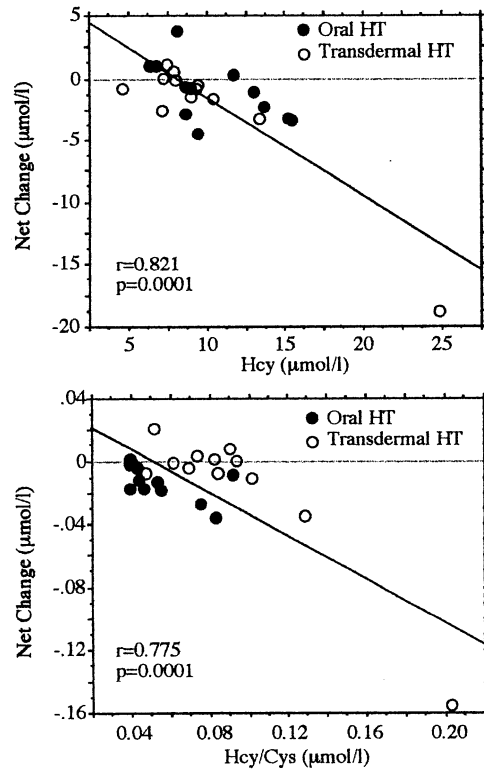 5
0
-5
-10
-15
-20
Net Change (μmol/l)
● Oral HT
○ Transdermal HT
r=0.821
p=0.0001
5 10 15 20 25
Hcy (μmol/l)
.04
0
-.04
-.08
-.12
-.16
Net Change (μmol/l)
● Oral HT
○ Transdermal HT
r=0.775
p=0.0001
0.04 0.08 0.12 0.16 0.20
Hcy/Cys (μmol/l)